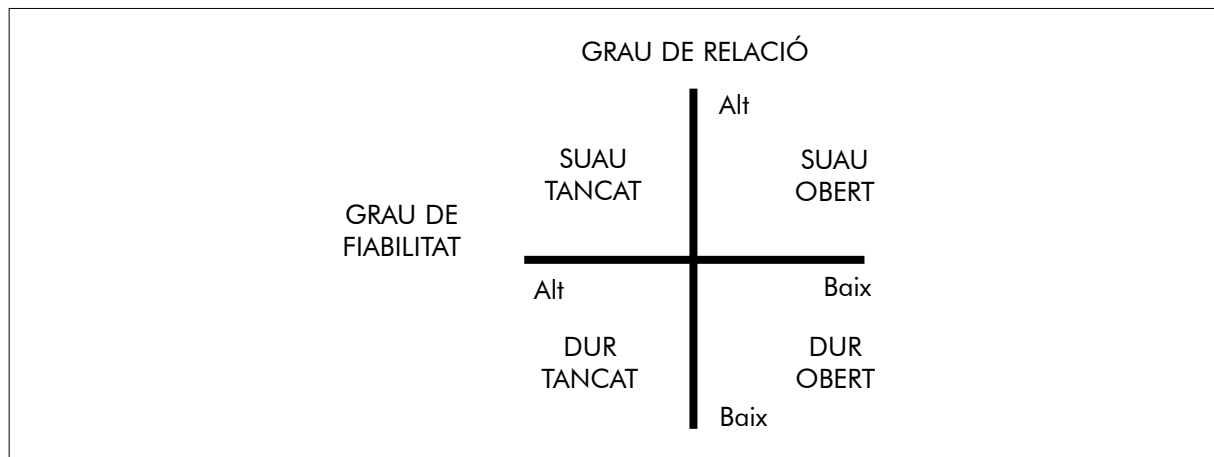 GRAU DE RELACIÓ
Alt
SUAU
TANCAT
SUAU
OBERT
GRAU DE
FIABILITAT
Alt
Baix
DUR
TANCAT
DUR
OBERT
Baix